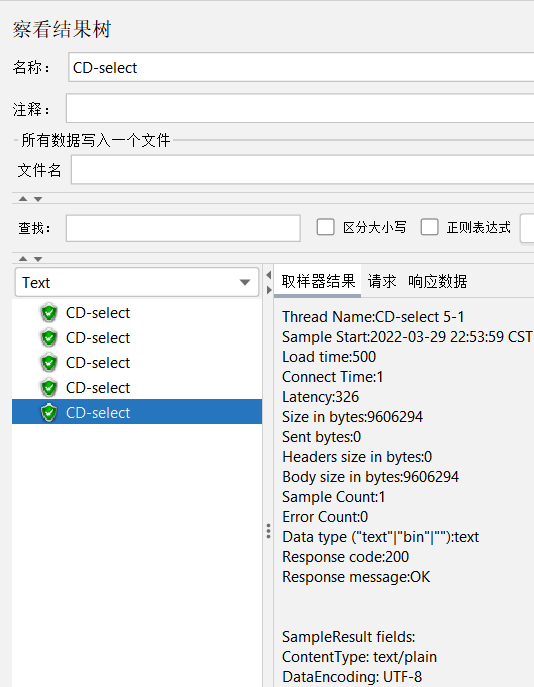 察看结果树
名称： CD-select
注释：
所有数据写入一个文件
文件名
查找： 区分大小写 正则表达式
Text
取样器结果 请求 响应数据
CD-select
CD-select
CD-select
CD-select
CD-select
Thread Name:CD-select 5-1
Sample Start:2022-03-29 22:53:59 CST
Load time:500
Connect Time:1
Latency:326
Size in bytes:9606294
Sent bytes:0
Headers size in bytes:0
Body size in bytes:9606294
Sample Count:1
Error Count:0
Data type ("text"|"bin"|""):text
Response code:200
Response message:OK
SampleResult fields:
ContentType: text/plain
DataEncoding: UTF-8